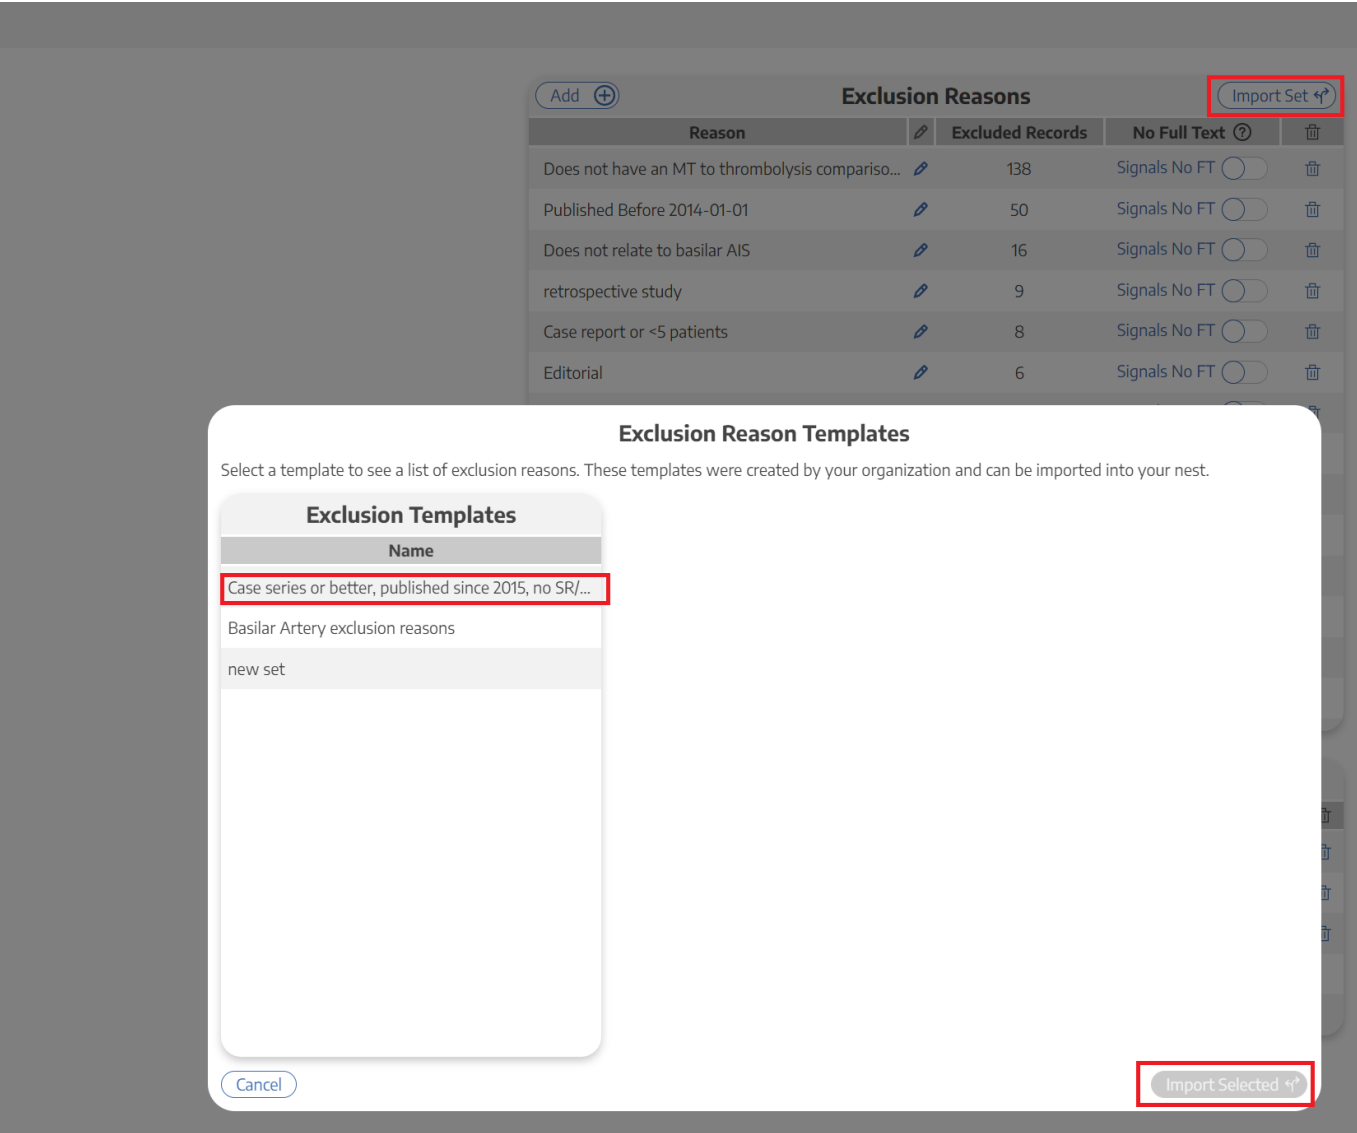 Add
Exclusion Reasons
Import Set
Reason Excluded Records No Full Text ?
Does not have an MT to thrombolysis compariso... 138 Signals No FT
Published Before 2014-01-01 50 Signals No FT
Does not relate to basilar AIS 16 Signals No FT
retrospective study 9 Signals No FT
Case report or <5 patients 8 Signals No FT
Editorial 6 Signals No FT
Exclusion Reason Templates
Select a template to see a list of exclusion reasons. These templates were created by your organization and can be imported into your nest.
Exclusion Templates
Name
Case series or better, published since 2015, no SR/...
Basilar Artery exclusion reasons
new set
Cancel
Import Selected